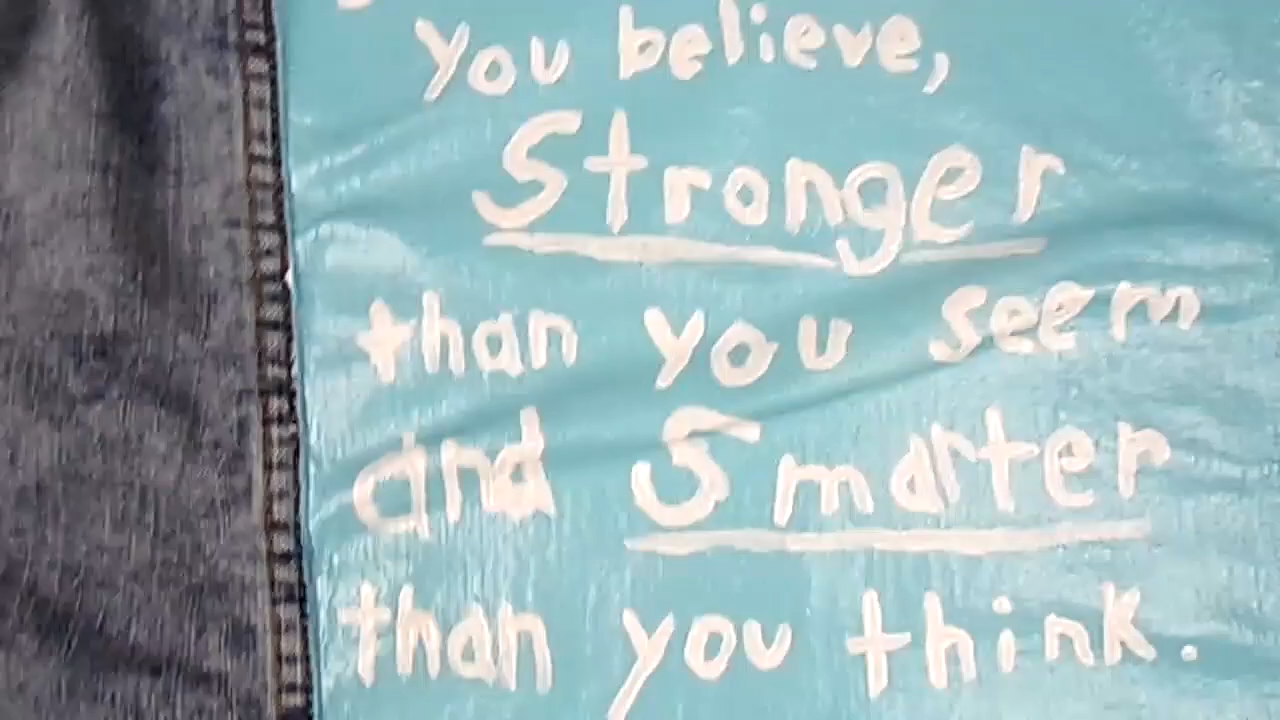 you believe,
Stronger
than you seem
and Smarter
than you think.